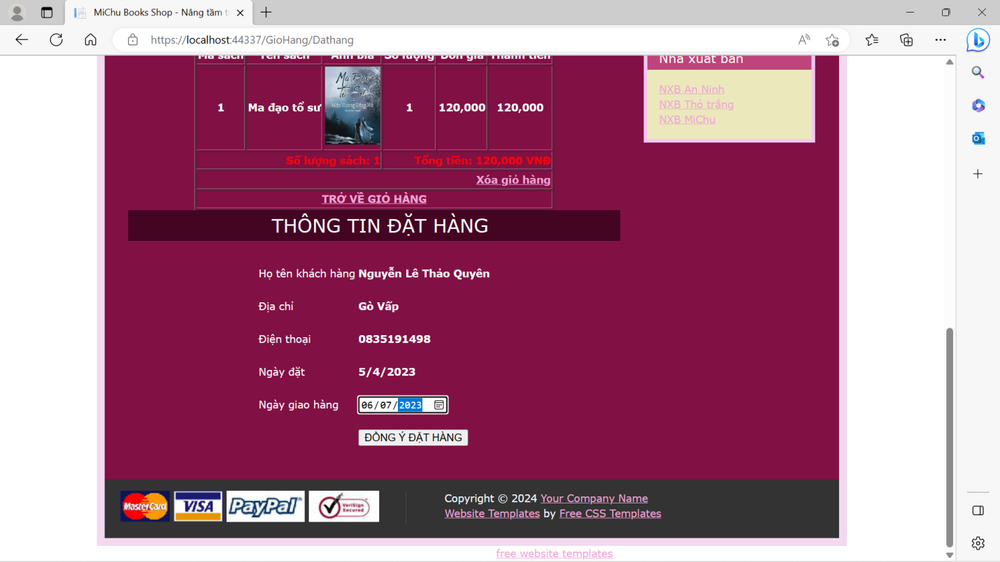 MiChu Books Shop - Nâng tầm t
https://localhost:44337/GioHang/Dathang
Mã sách Tên sách Ảnh bìa Số lượng Đơn giá Thành tiền
1 Ma đạo tổ sư 1 120,000 120,000
Ma Đạo
Tổ Sư
Số lượng sách: 1 Tổng tiền: 120,000 VNĐ
Xóa giỏ hàng
TRỞ VỀ GIỎ HÀNG
Nhà xuất bản
NXB An Ninh
NXB Thỏ trắng
NXB MiChu
THÔNG TIN ĐẶT HÀNG
Họ tên khách hàng Nguyễn Lê Thảo Quyên
Địa chỉ Gò Vấp
Điện thoại 0835191498
Ngày đặt 5/4/2023
Ngày giao hàng 06/07/2023
ĐỒNG Ý ĐẶT HÀNG
MasterCard VISA PayPal VeriSign Secured
Copyright © 2024 Your Company Name
Website Templates by Free CSS Templates
free website templates